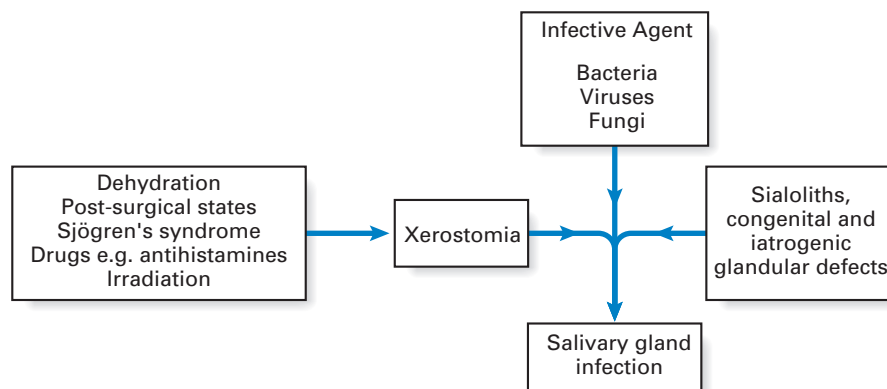 Infective Agent
Bacteria
Viruses
Fungi
Dehydration
Post-surgical states
Sjögren's syndrome
Drugs e.g. antihistamines
Irradiation
Xerostomia
Sialoliths,
congenital and
iatrogenic
glandular defects
Salivary gland
infection